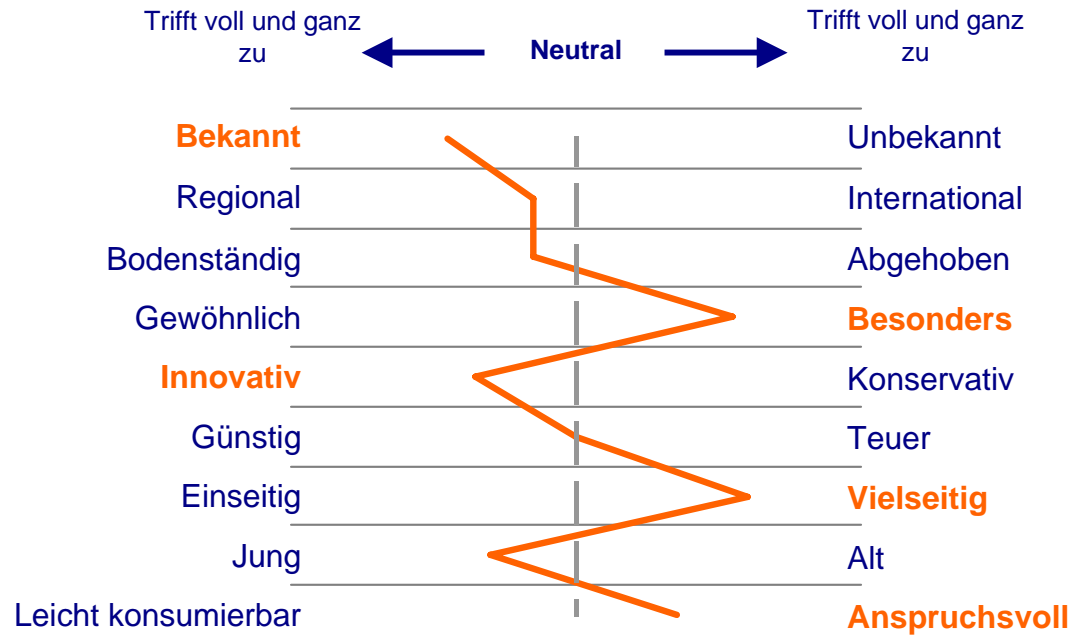 Trifft voll und ganz
zu
Neutral
Trifft voll und ganz
zu
Bekannt
Unbekannt
Regional
International
Bodenständig
Abgehoben
Gewöhnlich
Besonders
Innovativ
Konservativ
Günstig
Teuer
Einseitig
Vielseitig
Jung
Alt
Leicht konsumierbar
Anspruchsvoll